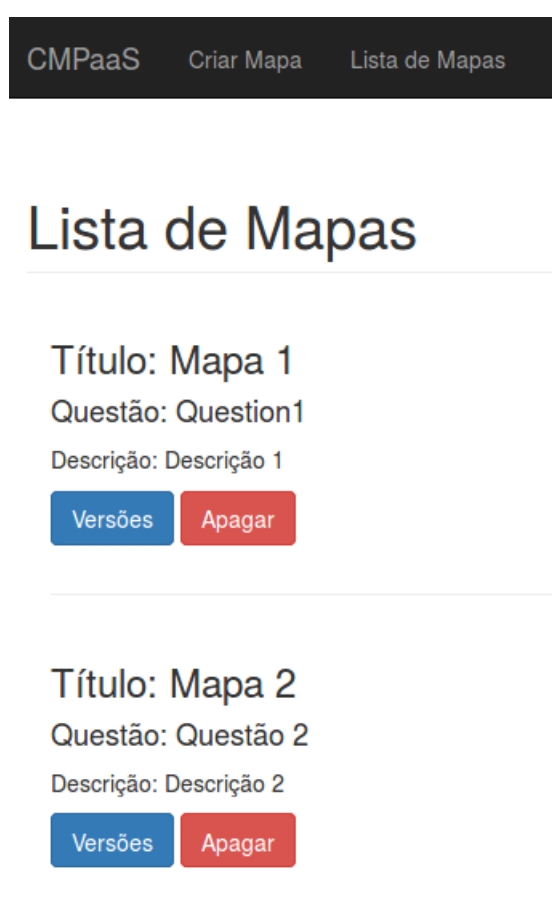 CMPaaS Criar Mapa Lista de Mapas
Lista de Mapas
Título: Mapa 1
Questão: Question1
Descrição: Descrição 1
Versões Apagar
Título: Mapa 2
Questão: Questão 2
Descrição: Descrição 2
Versões Apagar